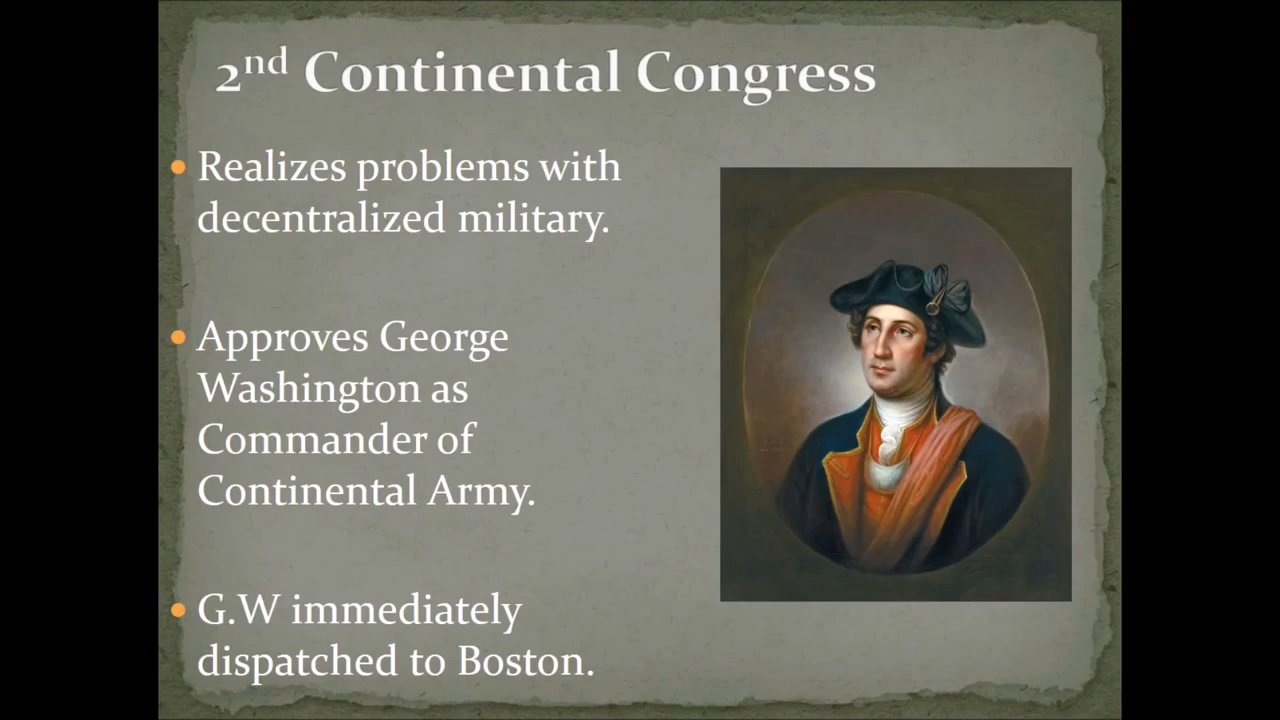 2nd Continental Congress
• Realizes problems with
decentralized military.
• Approves George
Washington as
Commander of
Continental Army.
• G.W immediately
dispatched to Boston.